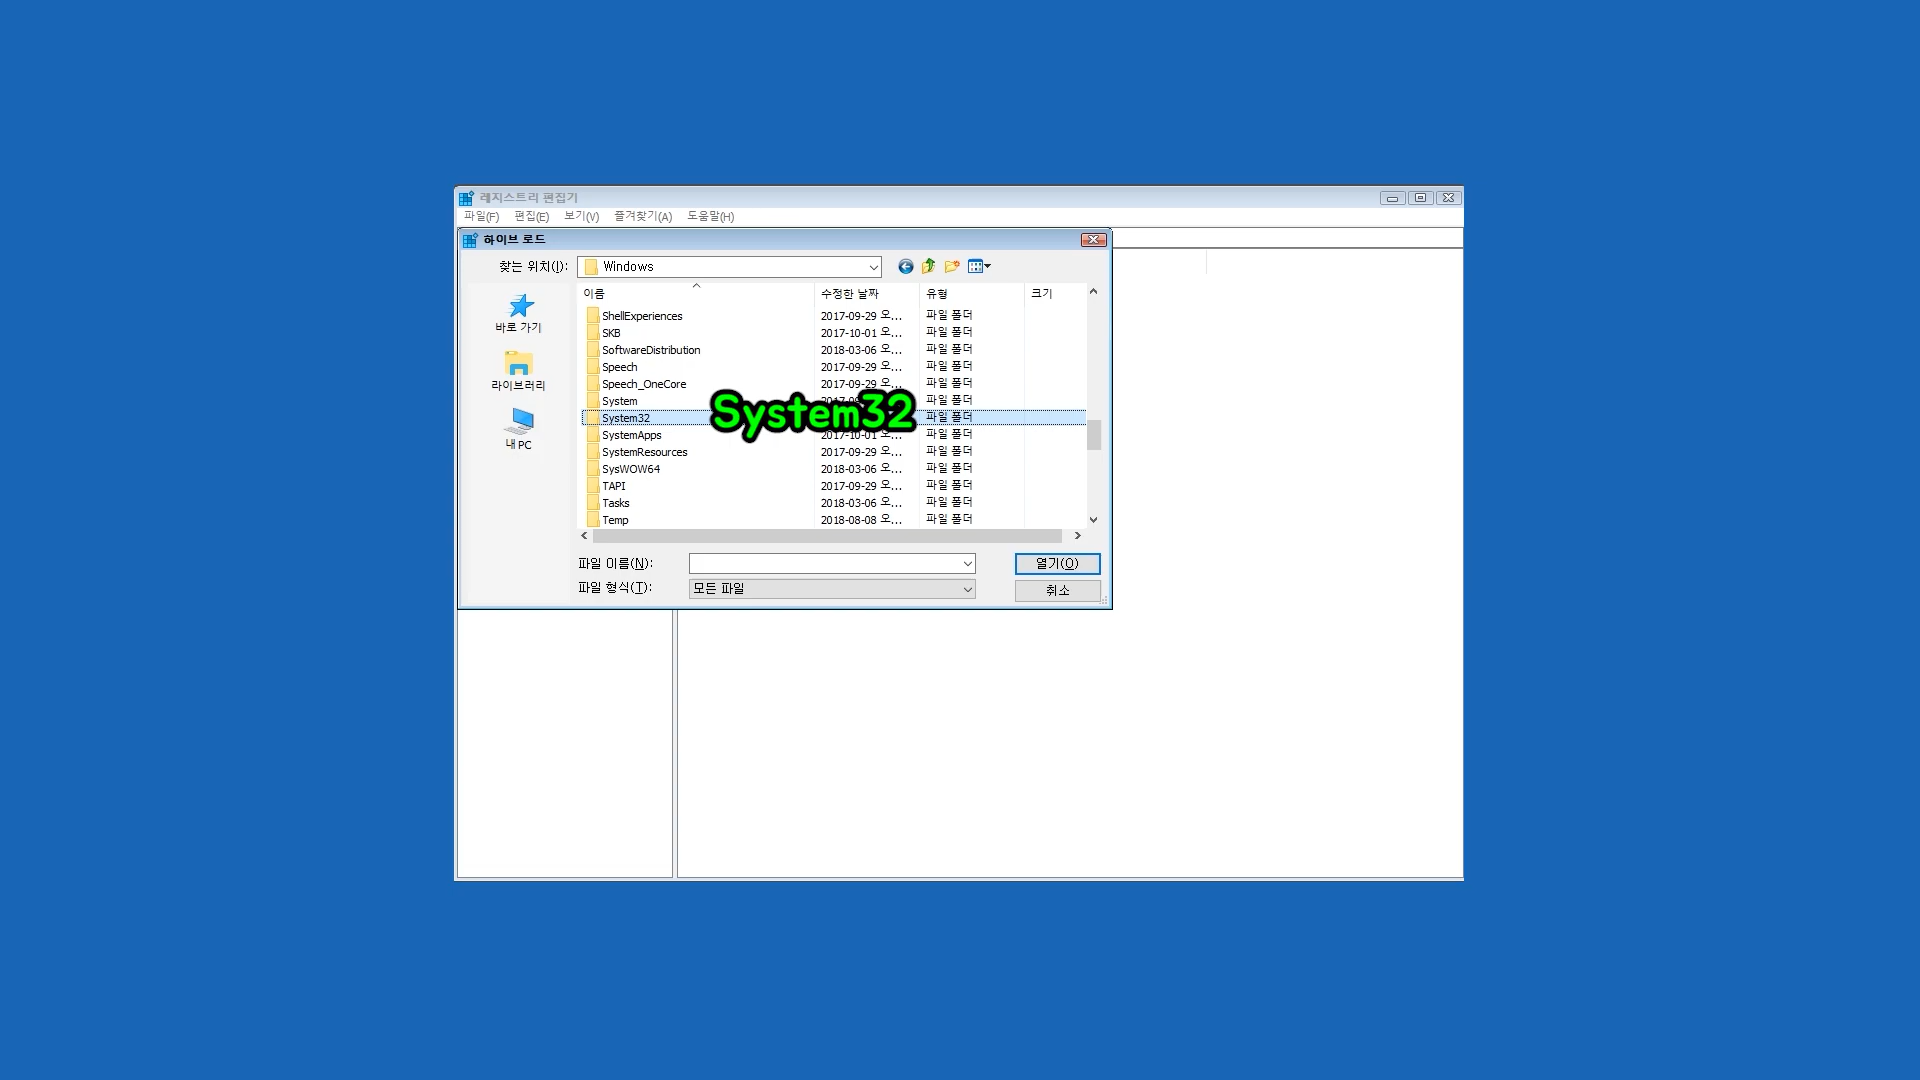 레지스트리 편집기
파일(F) 편집(E) 보기(V) 즐겨찾기(A) 도움말(H)
하이브 로드
찾는 위치(I): Windows
이름 수정한 날짜 유형 크기
ShellExperiences 2017-09-29 오... 파일 폴더
SKB 2017-10-01 오... 파일 폴더
SoftwareDistribution 2018-03-06 오... 파일 폴더
Speech 2017-09-29 오... 파일 폴더
Speech_OneCore 2017-09-29 오... 파일 폴더
System 파일 폴더
System32 System32 파일 폴더
SystemApps 2017-10-01 오... 파일 폴더
SystemResources 2017-09-29 오... 파일 폴더
SysWOW64 2018-03-06 오... 파일 폴더
TAPI 2017-09-29 오... 파일 폴더
Tasks 2018-03-06 오... 파일 폴더
Temp 2018-08-08 오... 파일 폴더
바로 가기
라이브러리
내 PC
파일 이름(N): 열기(O)
파일 형식(T): 모든 파일 취소